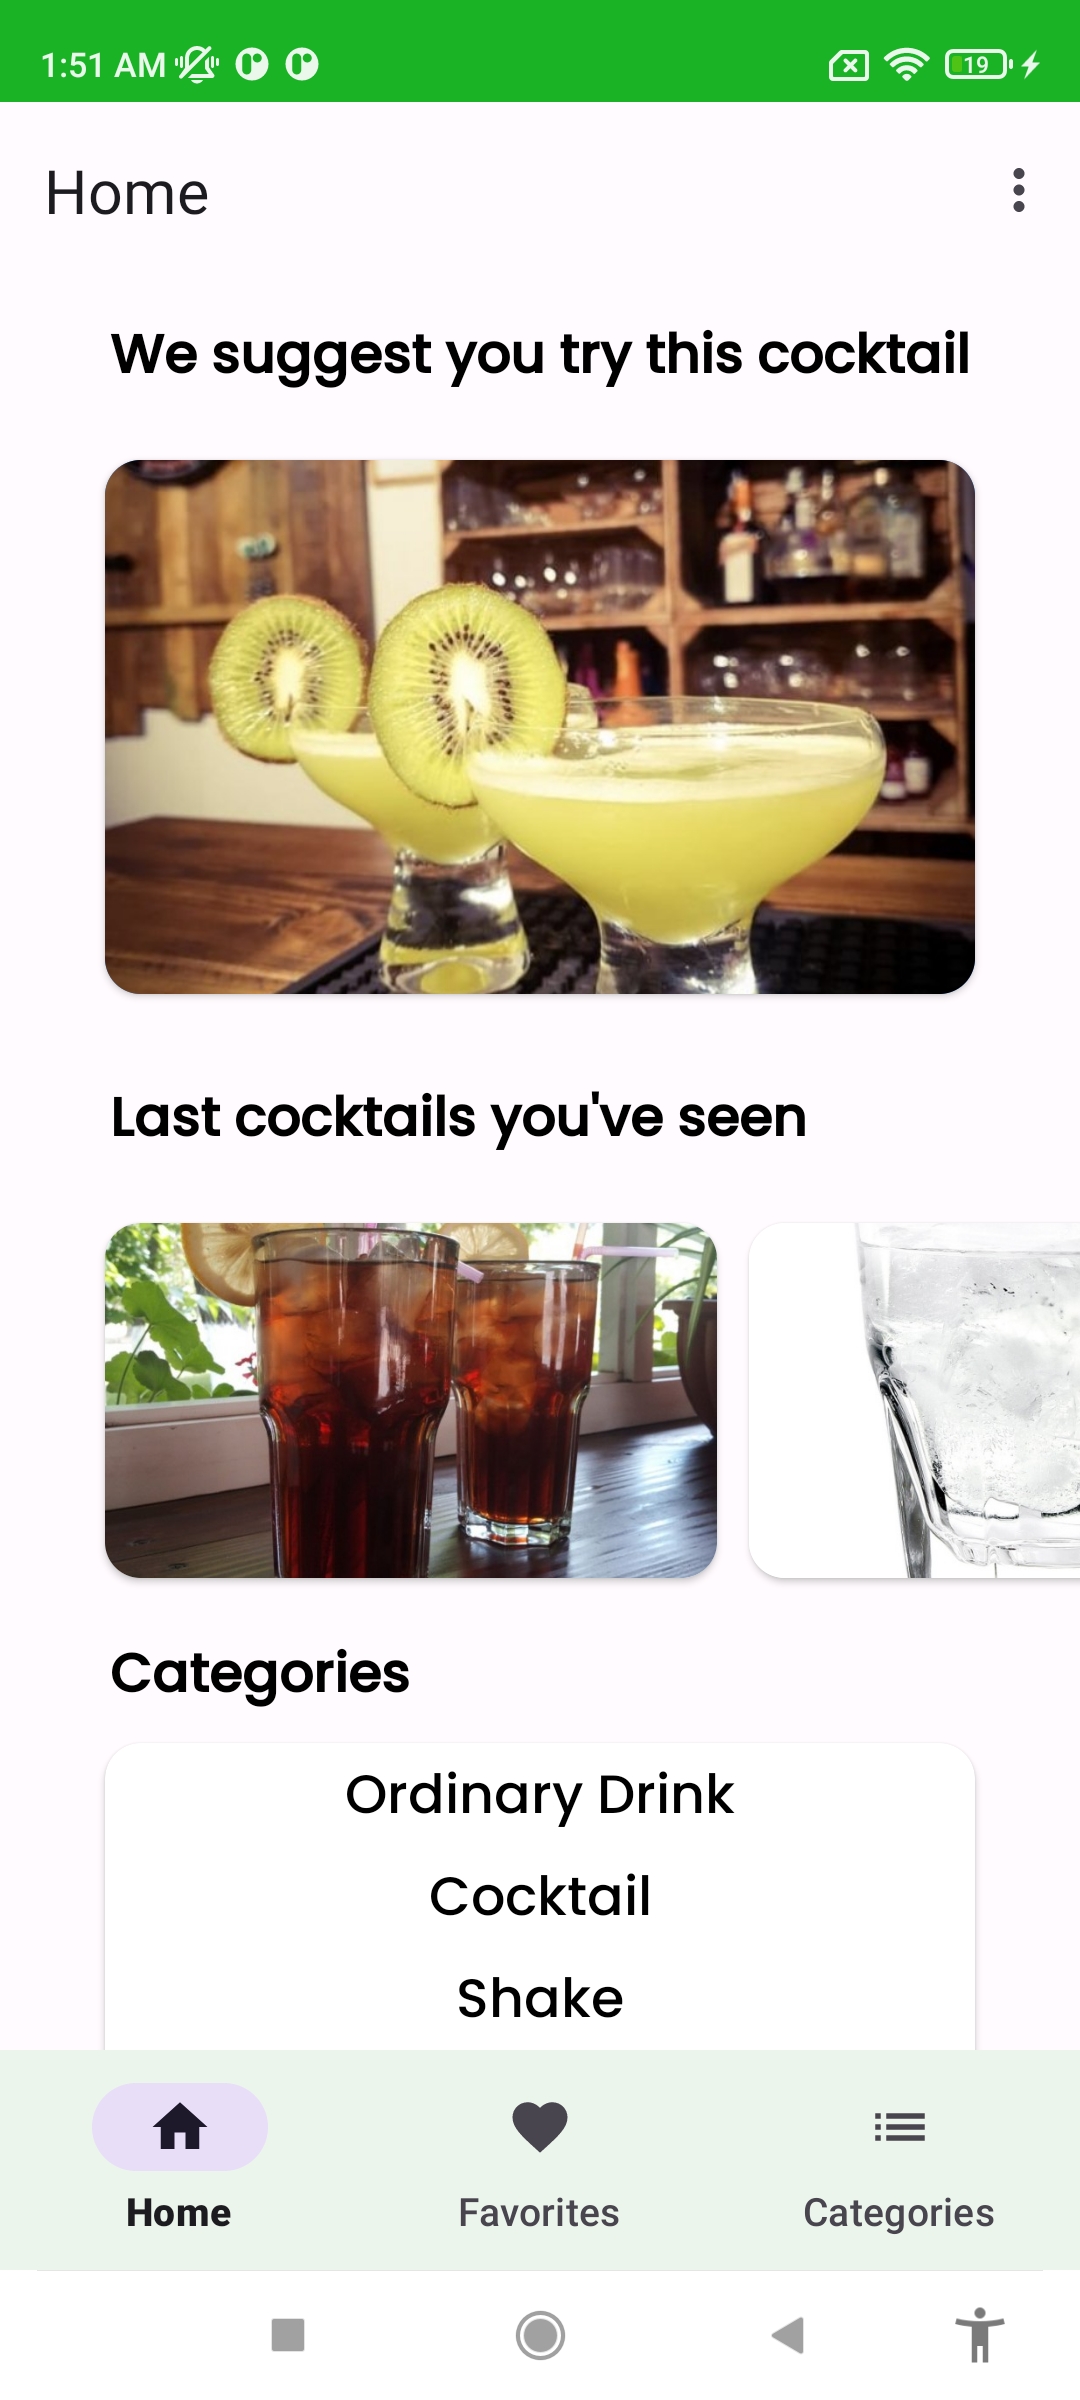 1:51 AM
19
Home
We suggest you try this cocktail
Last cocktails you've seen
Categories
Ordinary Drink
Cocktail
Shake
Home
Favorites
Categories